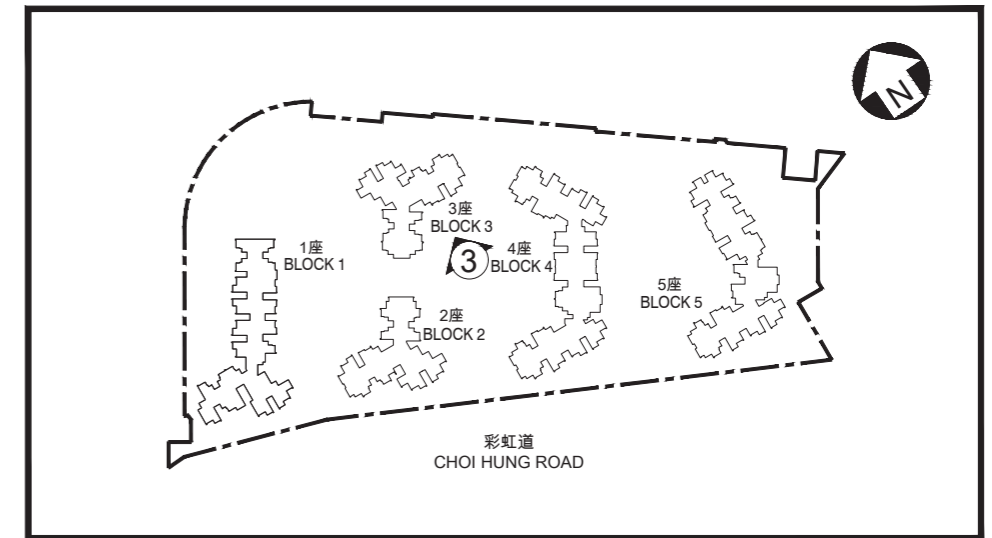 N
3座
BLOCK 3
1座
BLOCK 1
3
4座
BLOCK 4
5座
BLOCK 5
2座
BLOCK 2
彩虹道
CHOI HUNG ROAD